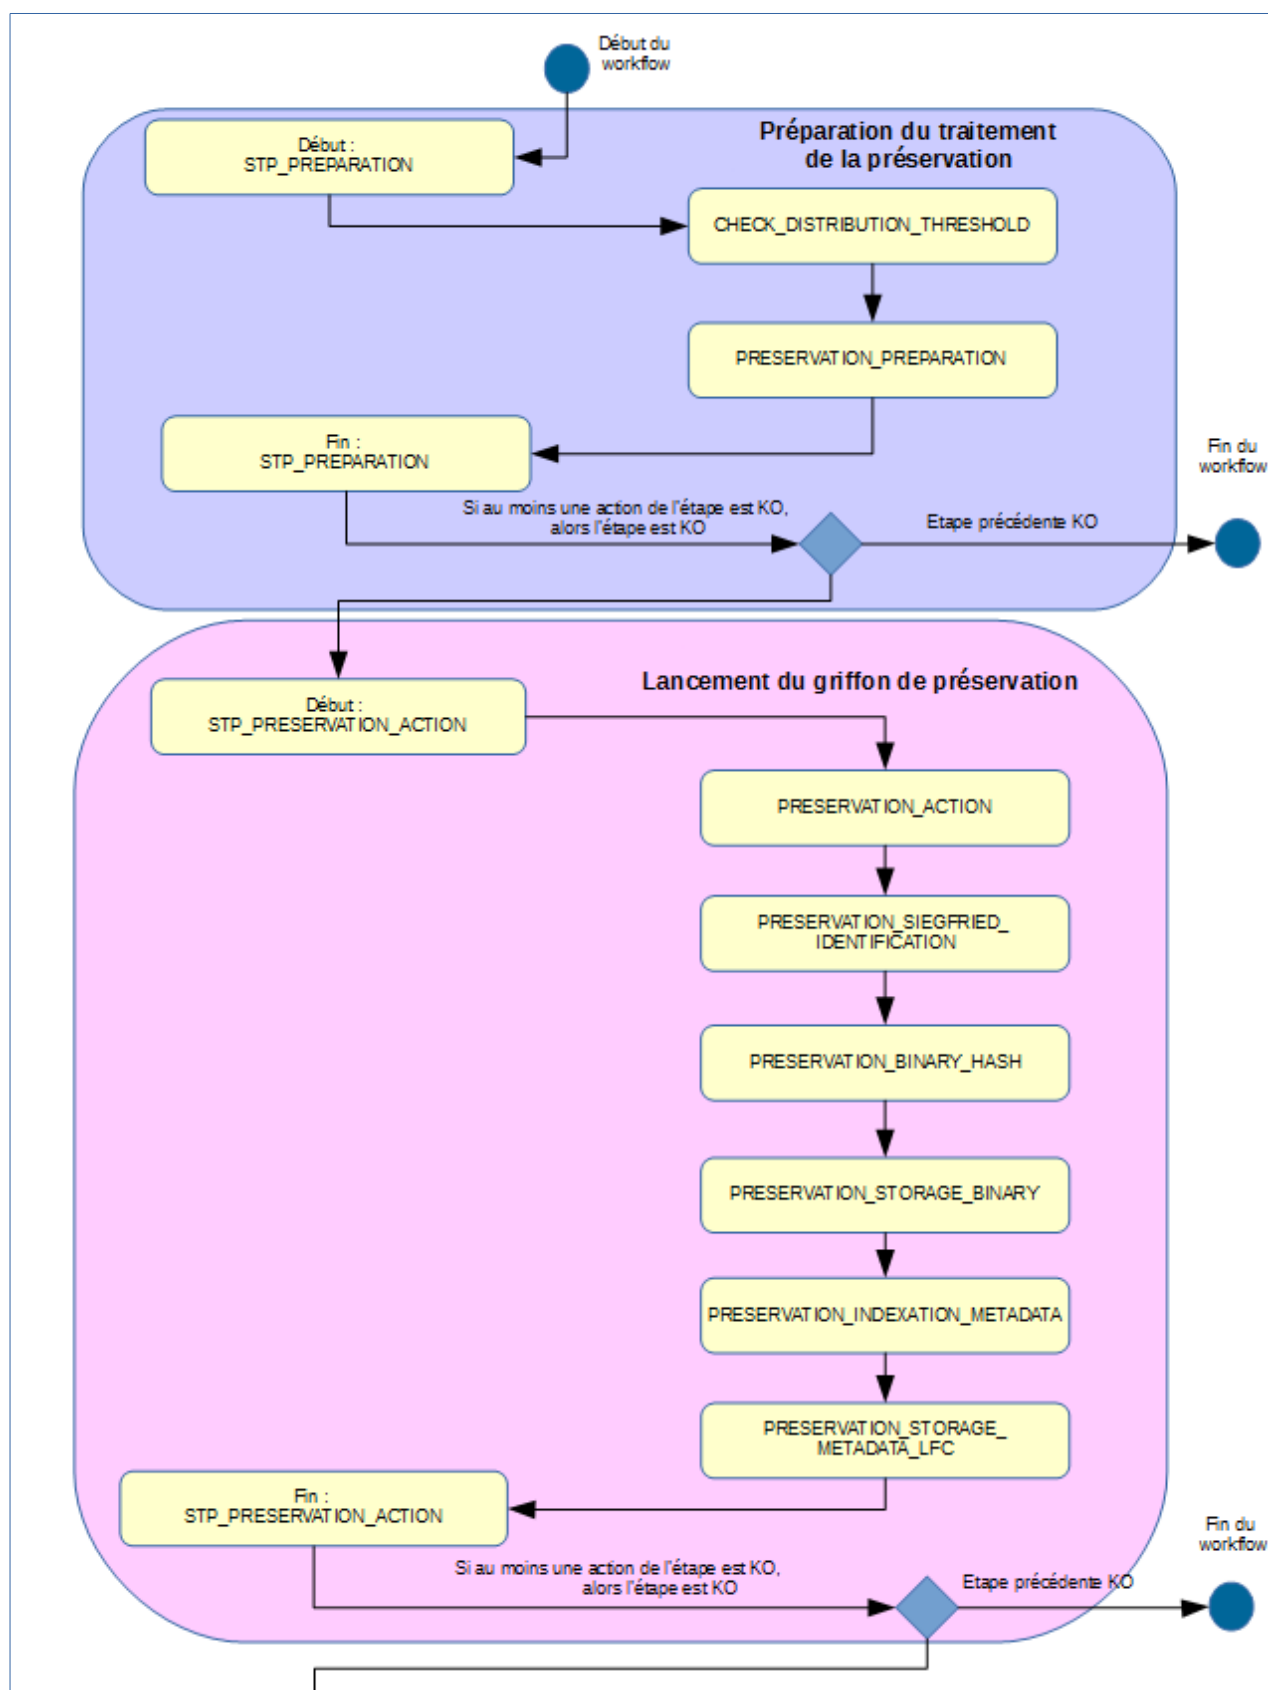 Début du
workflow
Préparation du traitement
de la préservation
Début :
STP_PREPARATION
CHECK_DISTRIBUTION_THRESHOLD
PRESERVATION_PREPARATION
Fin :
STP_PREPARATION
Fin du
workflow
Si au moins une action de l'étape est KO,
alors l'étape est KO
Etape précédente KO
Lancement du griffon de préservation
Début :
STP_PRESERVATION_ACTION
PRESERVATION_ACTION
PRESERVATION_SIEGFRIED_
IDENTIFICATION
PRESERVATION_BINARY_HASH
PRESERVATION_STORAGE_BINARY
PRESERVATION_INDEXATION_METADATA
PRESERVATION_STORAGE_
METADATA_LFC
Fin :
STP_PRESERVATION_ACTION
Fin du
workflow
Si au moins une action de l'étape est KO,
alors l'étape est KO
Etape précédente KO